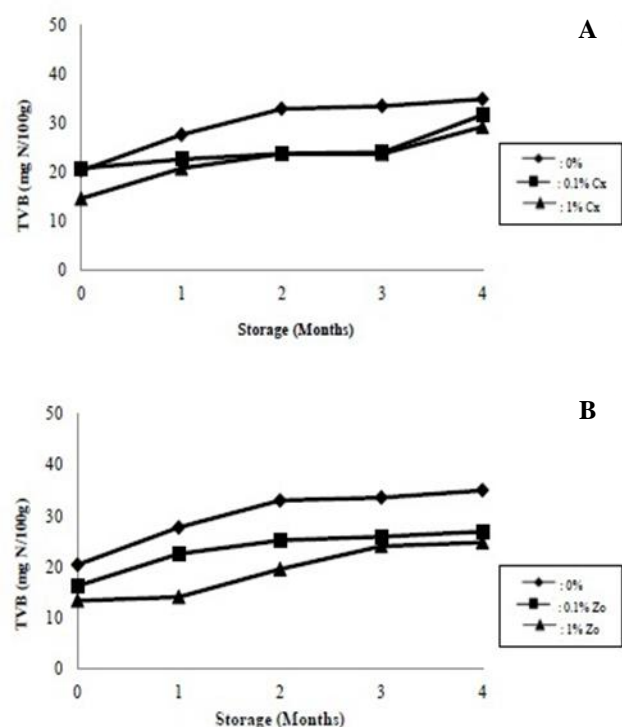 A
50
40
30
20
10
0
TVB (mg N/100g)
0 1 2 3 4
Storage (Months)
: 0%
: 0.1% Cx
: 1% Cx
B
50
40
30
20
10
0
TVB (mg N/100g)
0 1 2 3 4
Storage (Months)
: 0%
: 0.1% Zo
: 1% Zo